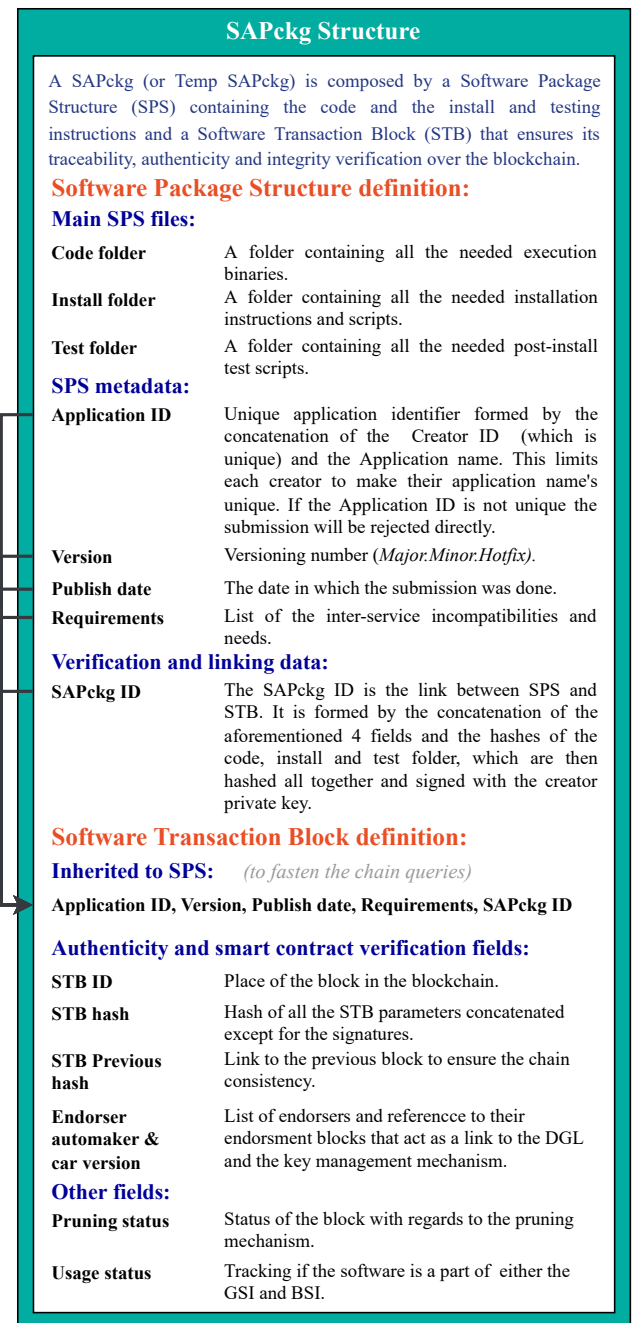 SAPckg Structure
A SAPckg (or Temp SAPckg) is composed by a Software Package
Structure (SPS) containing the code and the install and testing
instructions and a Software Transaction Block (STB) that ensures its
traceability, authenticity and integrity verification over the blockchain.
Software Package Structure definition:
Main SPS files:
Code folder A folder containing all the needed execution
binaries.
Install folder A folder containing all the needed installation
instructions and scripts.
Test folder A folder containing all the needed post-install
test scripts.
SPS metadata:
Application ID Unique application identifier formed by the
concatenation of the Creator ID (which is
unique) and the Application name. This limits
each creator to make their application name's
unique. If the Application ID is not unique the
submission will be rejected directly.
Version Versioning number (Major.Minor.Hotfix).
Publish date The date in which the submission was done.
Requirements List of the inter-service incompatibilities and
needs.
Verification and linking data:
SAPckg ID The SAPckg ID is the link between SPS and
STB. It is formed by the concatenation of the
aforementioned 4 fields and the hashes of the
code, install and test folder, which are then
hashed all together and signed with the creator
private key.
Software Transaction Block definition:
Inherited to SPS: (to fasten the chain queries)
Application ID, Version, Publish date, Requirements, SAPckg ID
Authenticity and smart contract verification fields:
STB ID Place of the block in the blockchain.
STB hash Hash of all the STB parameters concatenated
except for the signatures.
STB Previous Link to the previous block to ensure the chain
hash consistency.
Endorser List of endorsers and referencce to their
automaker & endorsment blocks that act as a link to the DGL
car version and the key management mechanism.
Other fields:
Pruning status Status of the block with regards to the pruning
mechanism.
Usage status Tracking if the software is a part of either the
GSI and BSI.